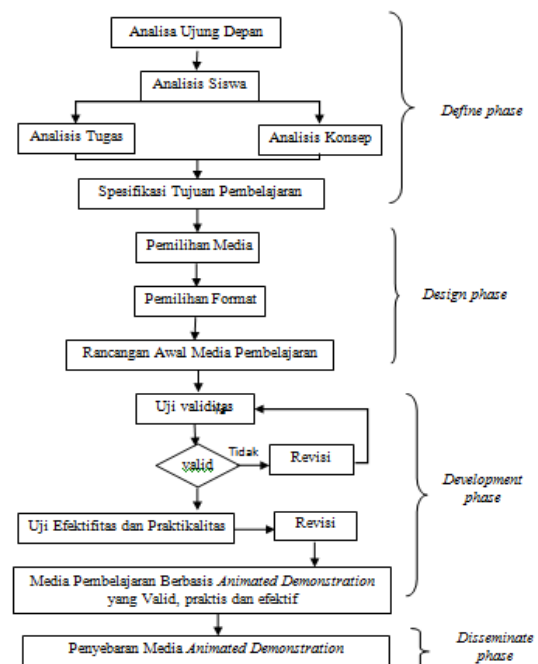 Analisa Ujung Depan
Analisis Siswa
Define phase
Analisis Tugas
Analisis Konsep
Spesifikasi Tujuan Pembelajaran
Pemilihan Media
Design phase
Pemilihan Format
Rancangan Awal Media Pembelajaran
Uji validitas
Tidak
valid
Revisi
Development
phase
Uji Efektifitas dan Praktikalitas
Revisi
Media Pembelajaran Berbasis Animated Demonstration
yang Valid, praktis dan efektif
Disseminate
phase
Penyebaran Media Animated Demonstration